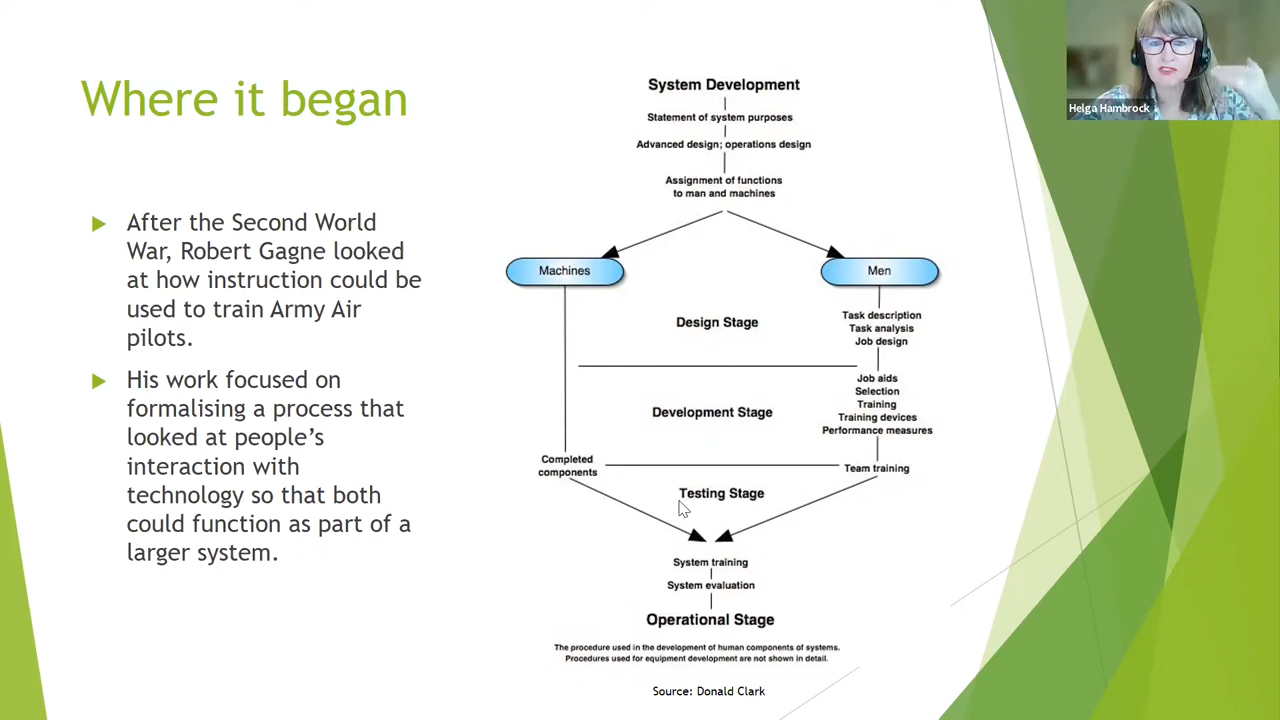 Where it began
After the Second World
War, Robert Gagne looked
at how instruction could be
used to train Army Air
pilots.
His work focused on
formalising a process that
looked at people’s
interaction with
technology so that both
could function as part of a
larger system.
System Development
Statement of system purposes
Advanced design; operations design
Assignment of functions
to man and machines
Machines
Men
Design Stage
Task description
Task analysis
Job design
Development Stage
Job aids
Selection
Training
Training devices
Performance measures
Completed
components
Team training
Testing Stage
System training
System evaluation
Operational Stage
The procedure used in the development of human components of systems.
Procedures used for equipment development are not shown in detail.
Source: Donald Clark
Helga Hambrock